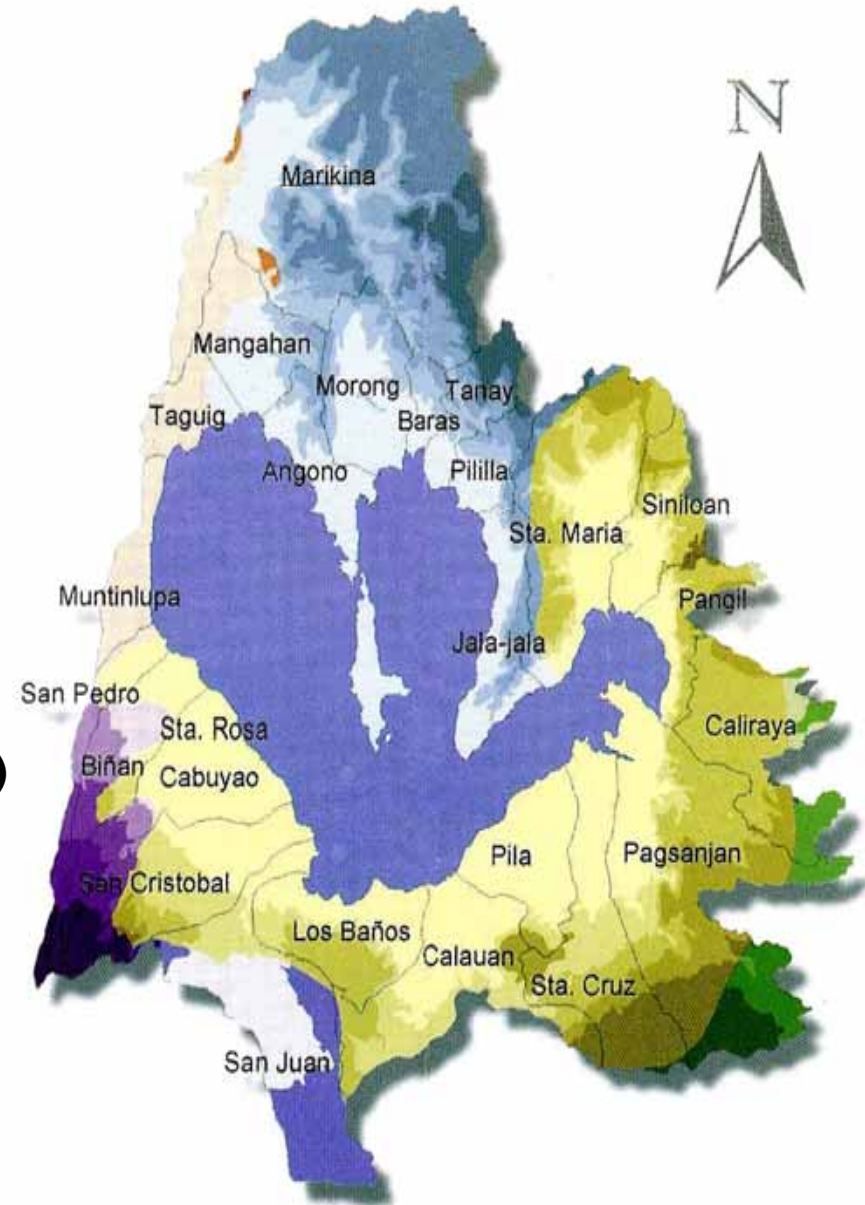 N
Marikina
Mangahan
Morong
Tanay
Taguig
Baras
Angono
Pililla
Siniloan
Sta. Maria
Muntinlupa
Pangil
Jala-jala
San Pedro
Sta. Rosa
Caliraya
Biñan
Cabuyao
Pila
Pagsanjan
San Cristobal
Los Baños
Calauan
Sta. Cruz
San Juan